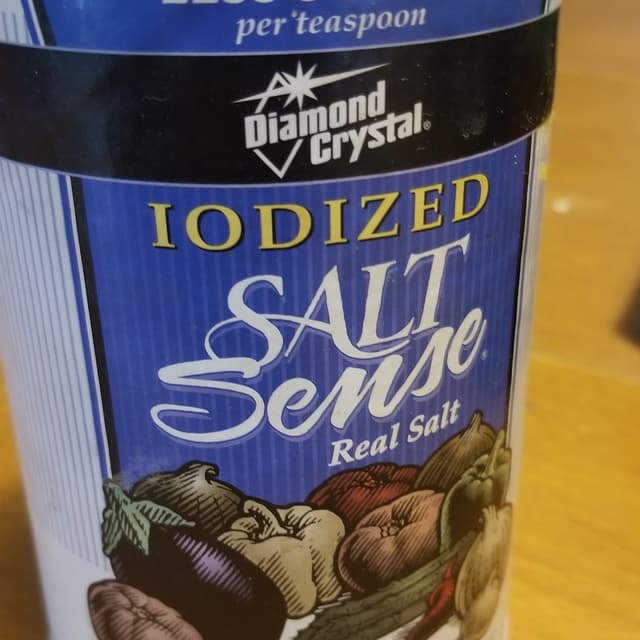 per teaspoon
Diamond
Crystal®
IODIZED
SALT
Sense®
Real Salt